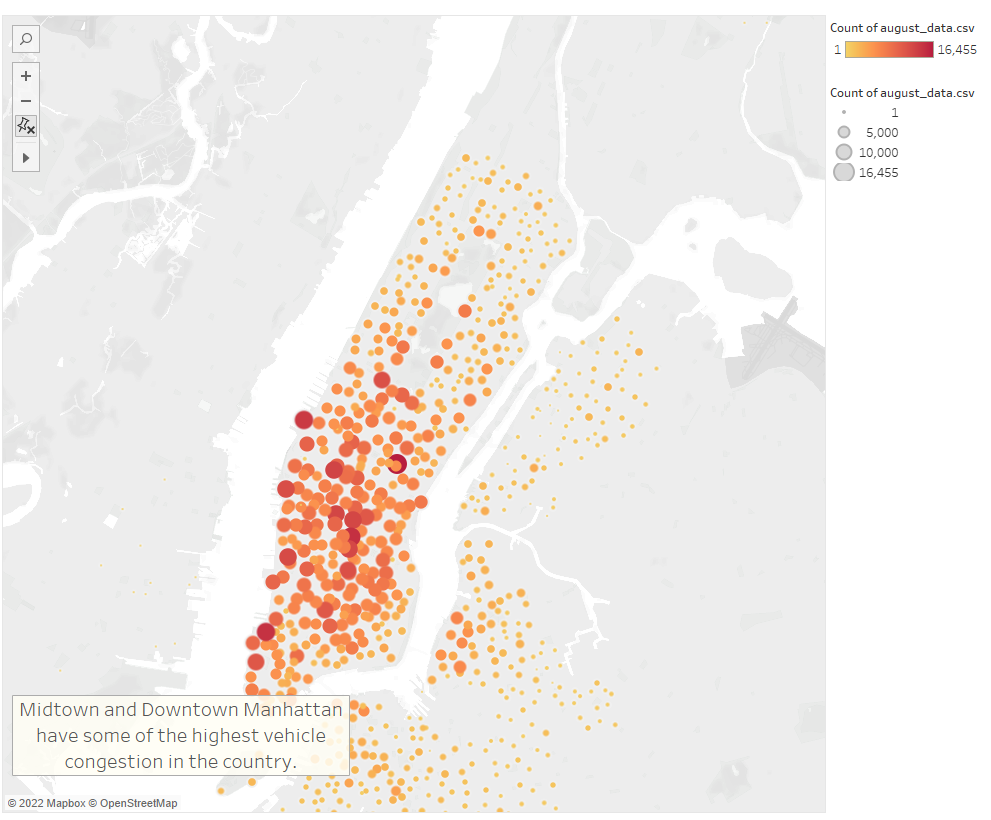 Count of august_data.csv
1 16,455
Count of august_data.csv
1
5,000
10,000
16,455
Midtown and Downtown Manhattan
have some of the highest vehicle
congestion in the country.
© 2022 Mapbox © OpenStreetMap